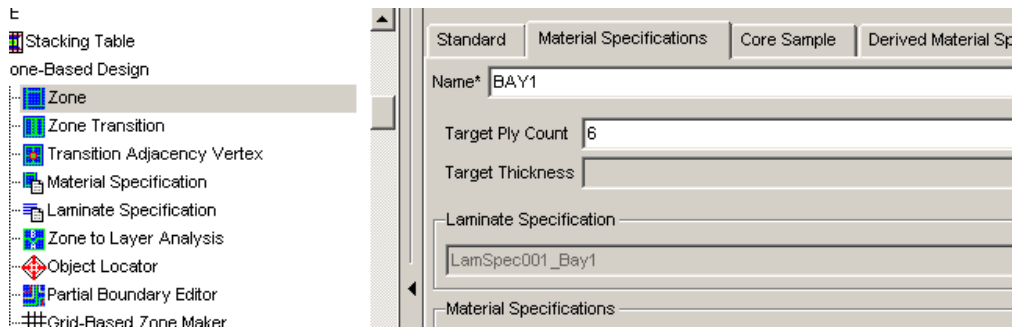 E
Stacking Table
one-Based Design
Zone
Zone Transition
Transition Adjacency Vertex
Material Specification
Laminate Specification
Zone to Layer Analysis
Object Locator
Partial Boundary Editor
Grid-Based Zone Maker
Standard Material Specifications Core Sample Derived Material Sp
Name* BAY1
Target Ply Count 6
Target Thickness
Laminate Specification
LamSpec001_Bay1
Material Specifications